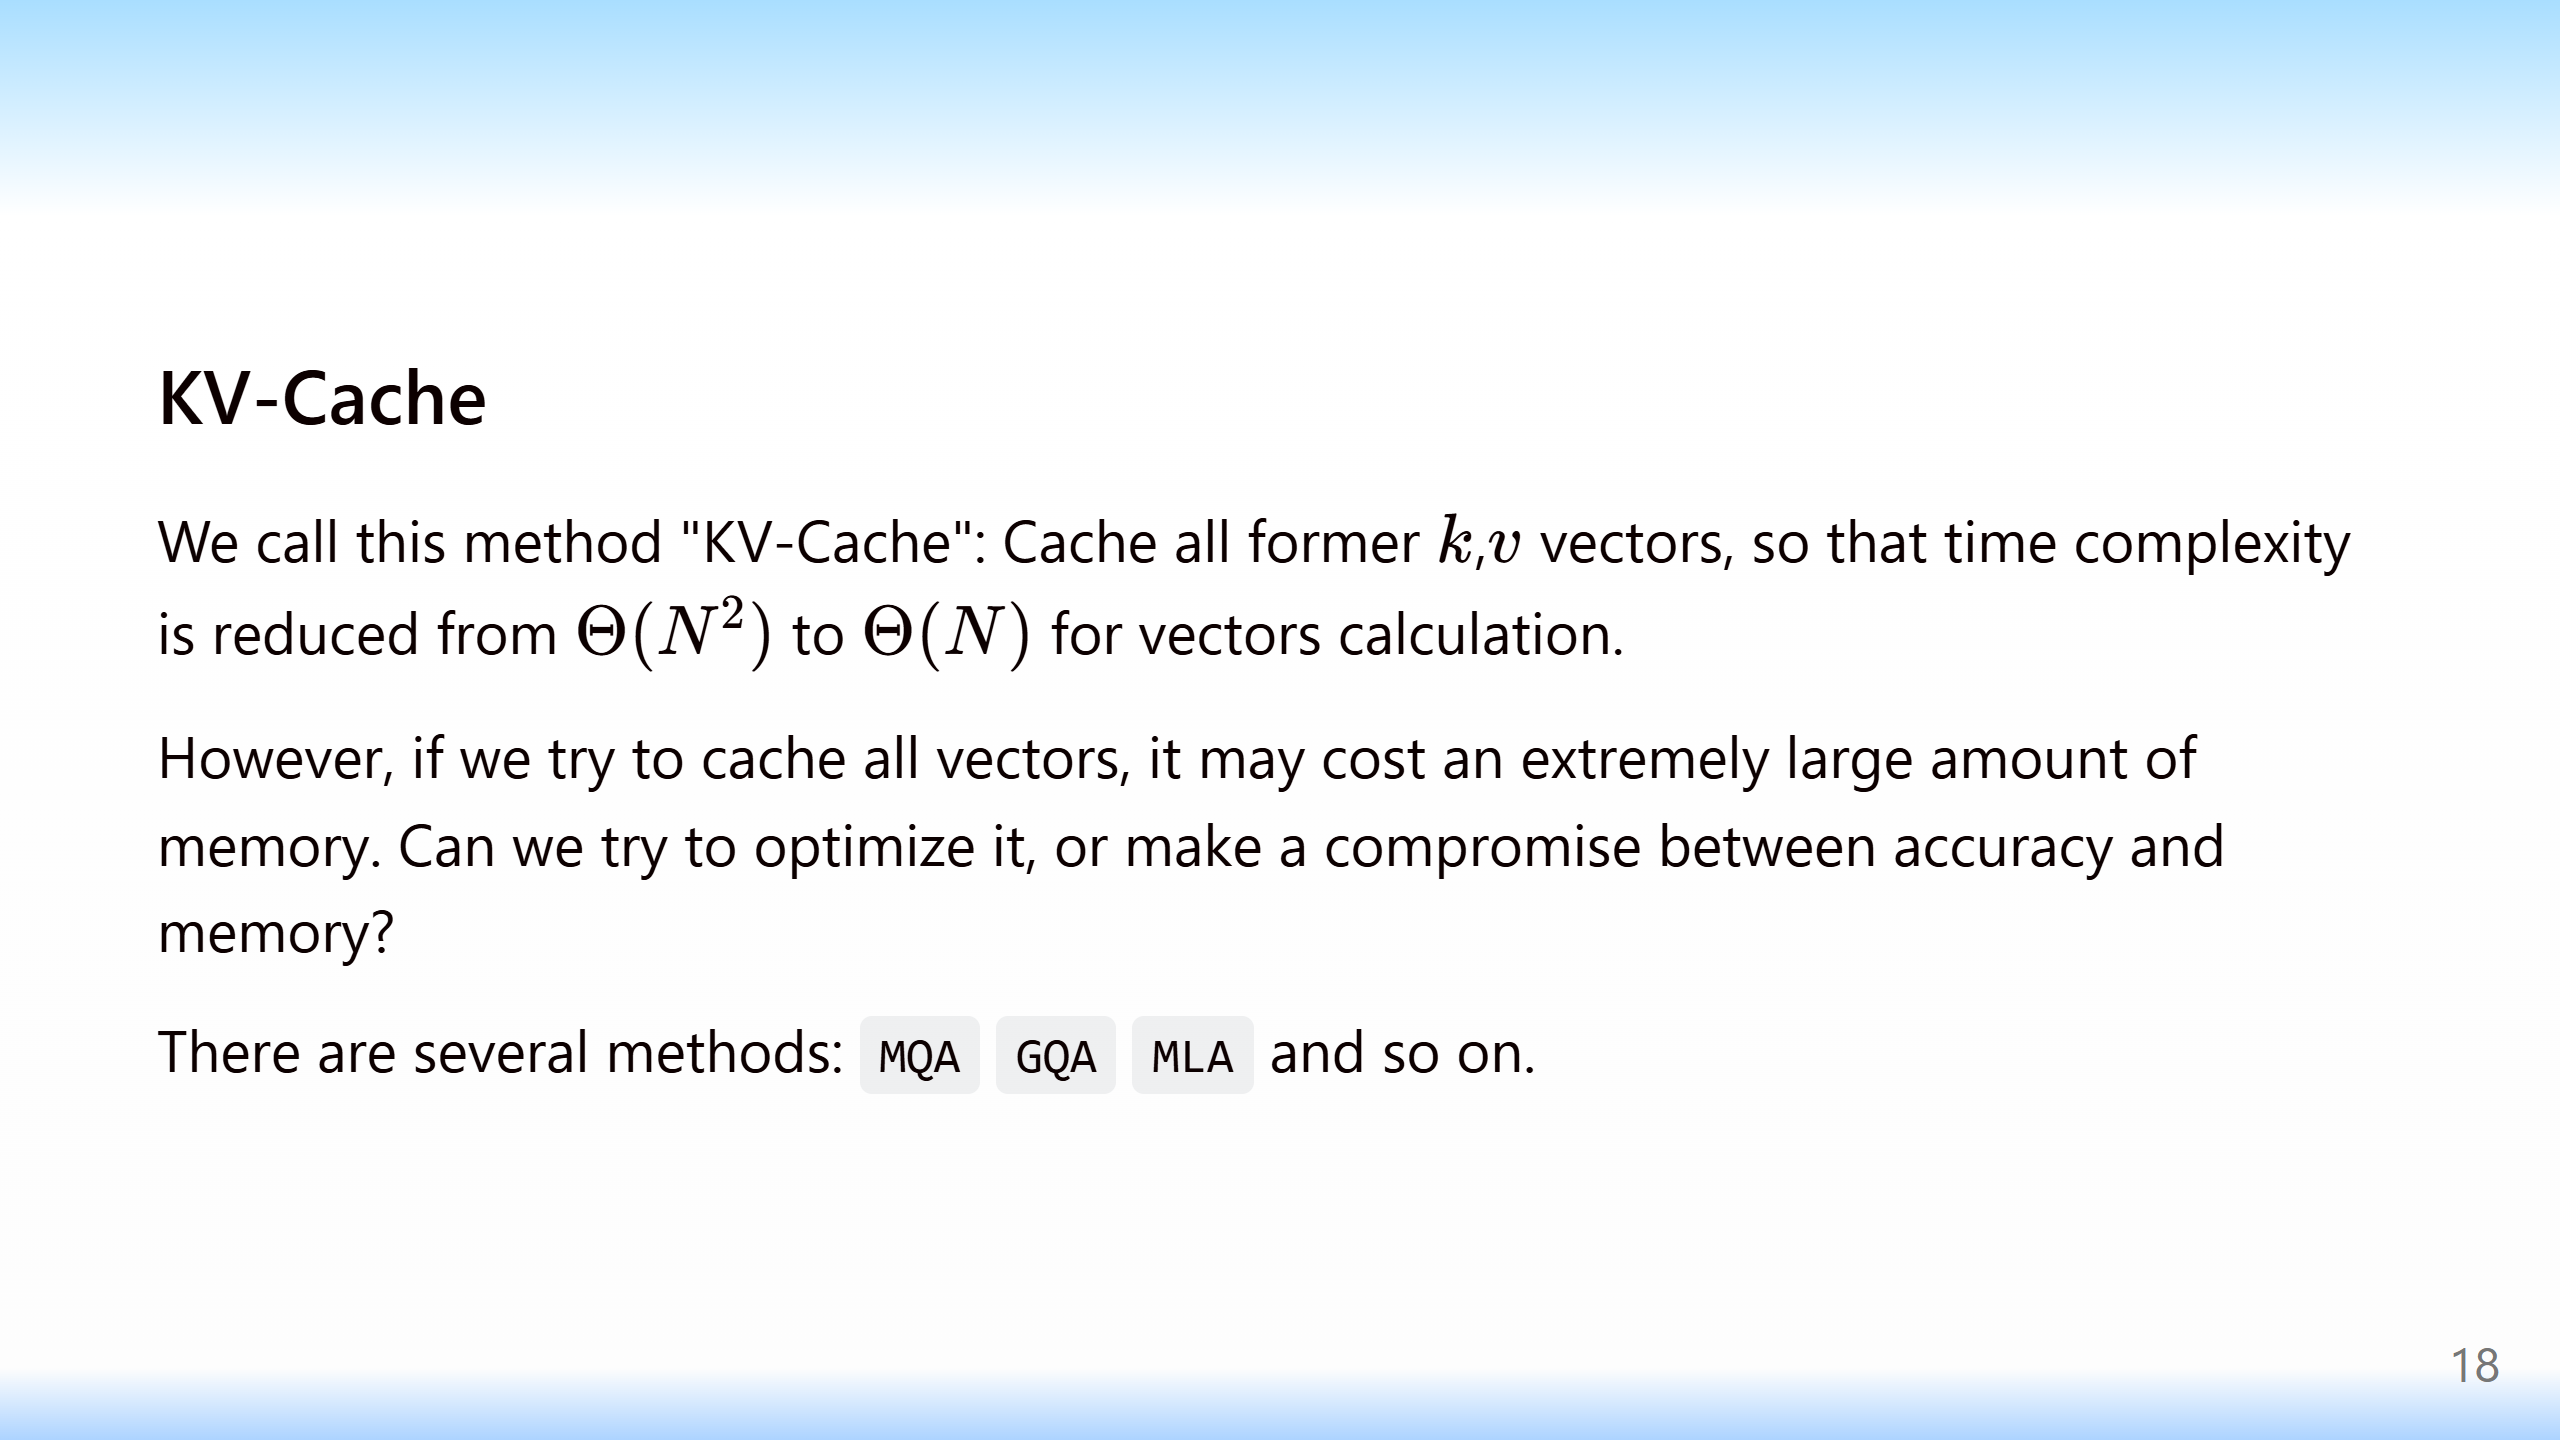 KV-Cache
We call this method "KV-Cache": Cache all former k,v vectors, so that time complexity
is reduced from Θ(N²) to Θ(N) for vectors calculation.
However, if we try to cache all vectors, it may cost an extremely large amount of
memory. Can we try to optimize it, or make a compromise between accuracy and
memory?
There are several methods: MQA GQA MLA and so on.
18